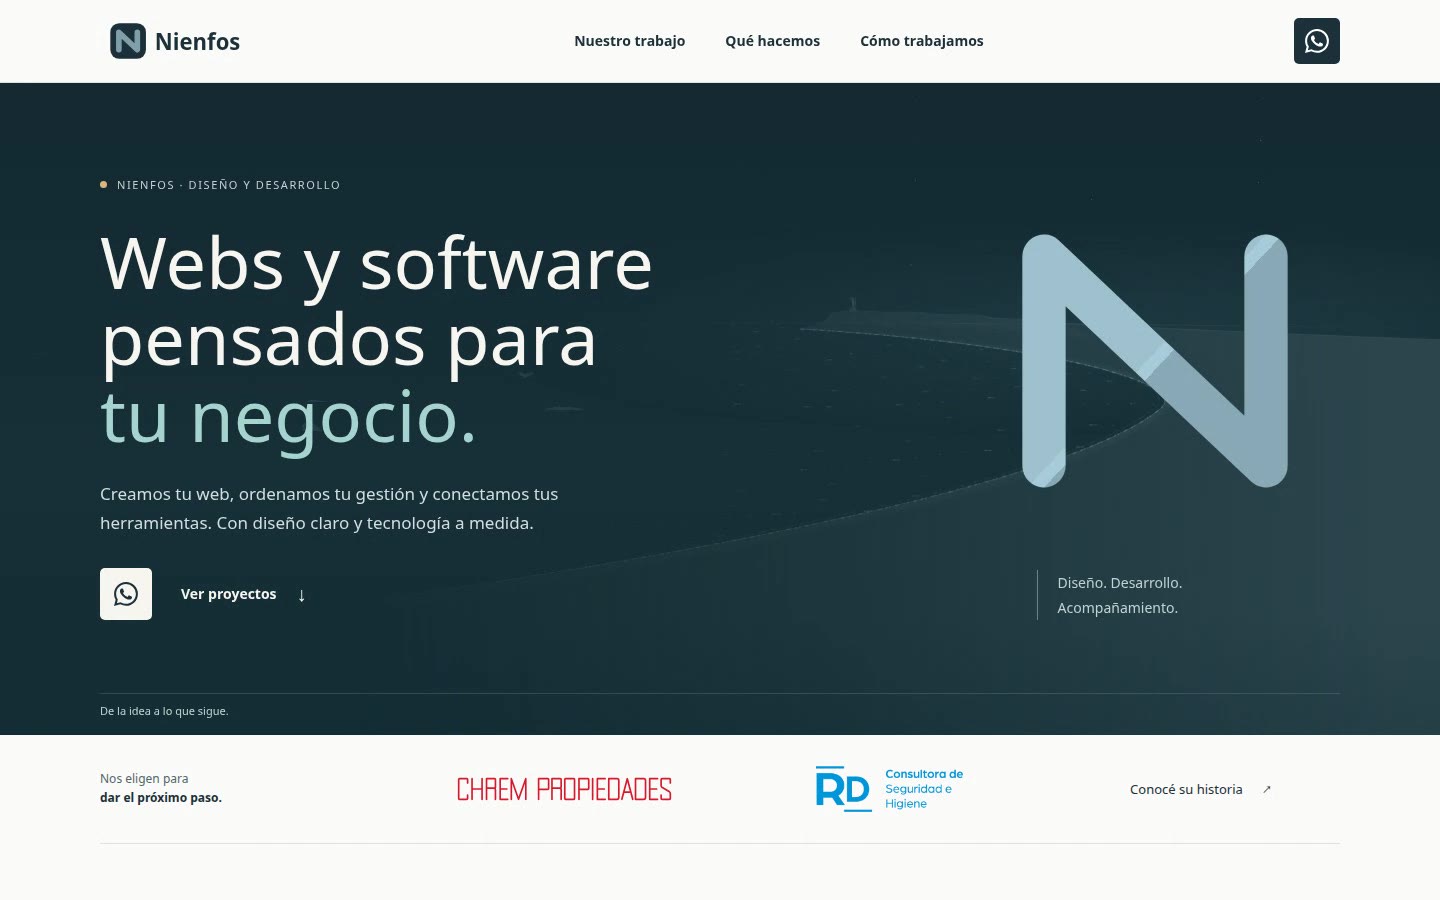 Nienfos
Nuestro trabajo
Qué hacemos
Cómo trabajamos
NIENFOS · DISEÑO Y DESARROLLO
Webs y software
pensados para
tu negocio.
Creamos tu web, ordenamos tu gestión y conectamos tus
herramientas. Con diseño claro y tecnología a medida.
Ver proyectos ↓
N
Diseño. Desarrollo.
Acompañamiento.
De la idea a lo que sigue.
Nos eligen para
dar el próximo paso.
CHAEM PROPIEDADES
RD
Consultora de
Seguridad e
Higiene
Conocé su historia ↗